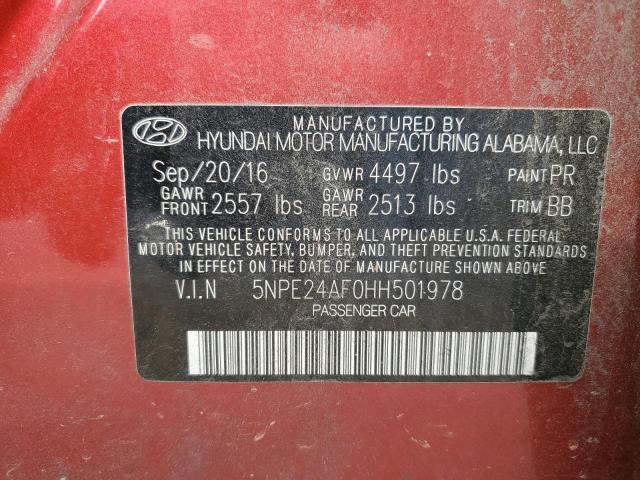 MANUFACTURED BY
HYUNDAI MOTOR MANUFACTURING ALABAMA, LLC
Sep/20/16 GVWR 4497 lbs PAINT PR
GAWR FRONT 2557 lbs GAWR REAR 2513 lbs TRIM BB
THIS VEHICLE CONFORMS TO ALL APPLICABLE U.S.A. FEDERAL
MOTOR VEHICLE SAFETY, BUMPER, AND THEFT PREVENTION
STANDARDS IN EFFECT ON THE DATE OF MANUFACTURE SHOWN ABOVE.
V.I.N 5NPE24AF0HH501978
PASSENGER CAR